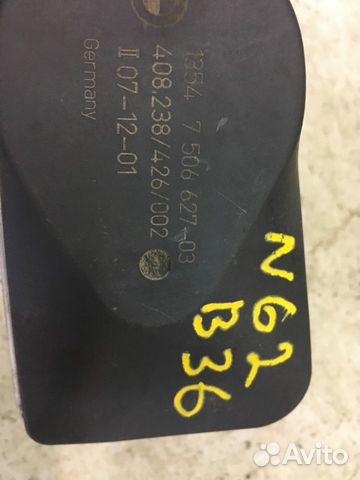 1354 7 506 627-03
408.238/426/002
II 07-12-01
Germany
N62
B36
Avito